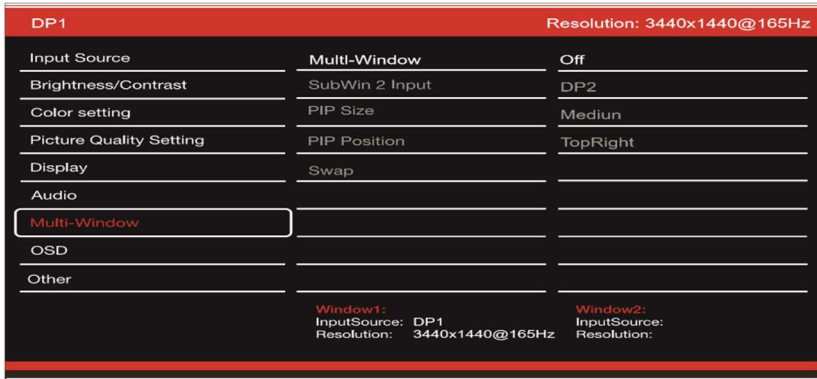 DP1 Resolution: 3440x1440@165Hz
Input Source Multl-Window Off
Brightness/Contrast SubWin 2 Input DP2
Color setting PIP Size Mediun
Picture Quality Setting PIP Position TopRight
Display Swap
Audio
Multi-Window
OSD
Other
Window1: Window2:
InputSource: DP1 InputSource:
Resolution: 3440x1440@165Hz Resolution: